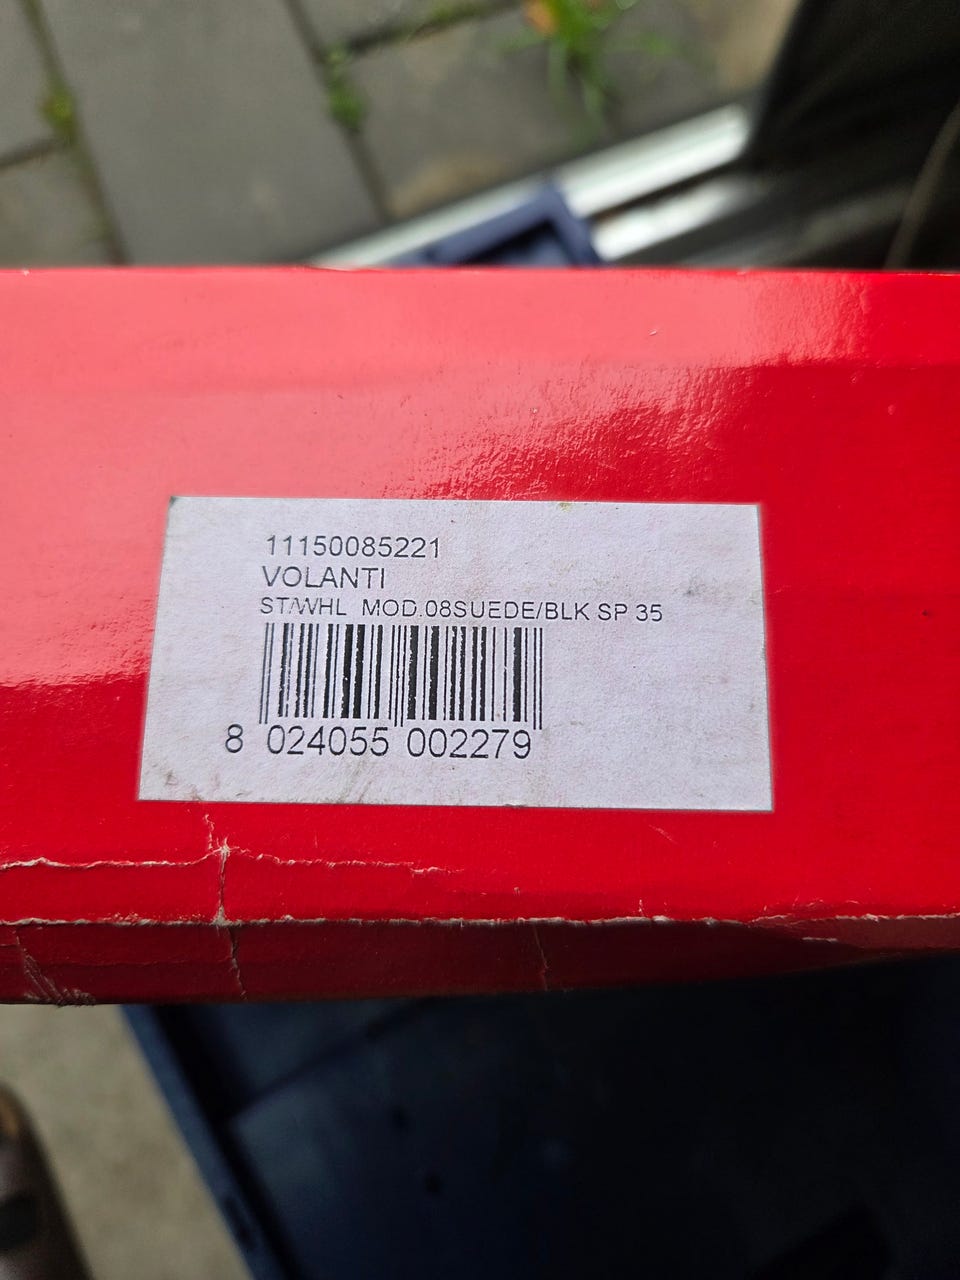 11150085221
VOLANTI
ST/WHL MOD.08SUEDE/BLK SP 35
8 024055 002279